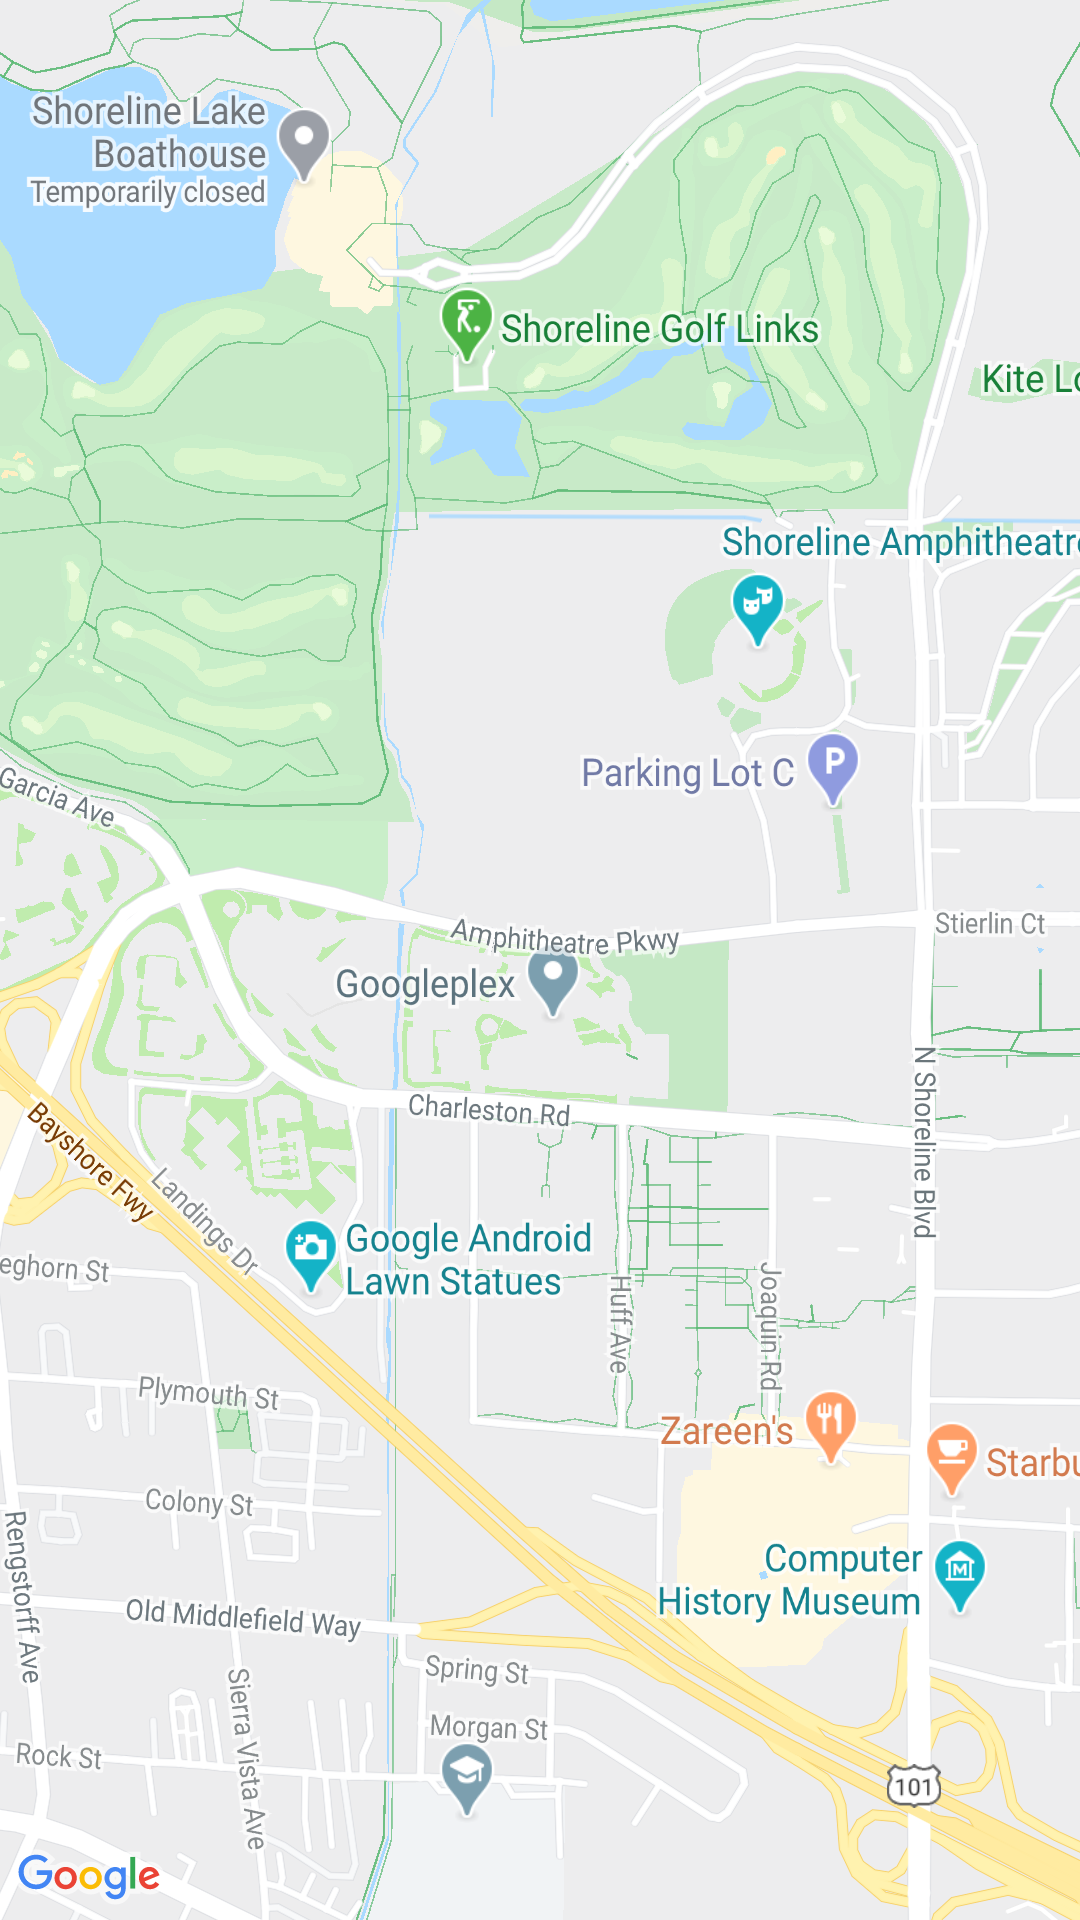 Shoreline Lake
Boathouse
Temporarily closed
Shoreline Golf Links
Kite
Shoreline Amphitheatre
Parking Lot C
P
Garcia Ave
Amphitheatre Pkwy
Stierlin Ct
Googleplex
N Shoreline Blvd
Charleston Rd
Bayshore Fwy
Landings Dr
Google Android
Lawn Statues
eghorn St
Huff Ave
Joaquin Rd
Plymouth St
Zareen's
Starbu
Colony St
Rengstorff Ave
Computer
History Museum
M
Old Middlefield Way
Spring St
Sierra Vista Ave
Morgan St
Rock St
101
Google